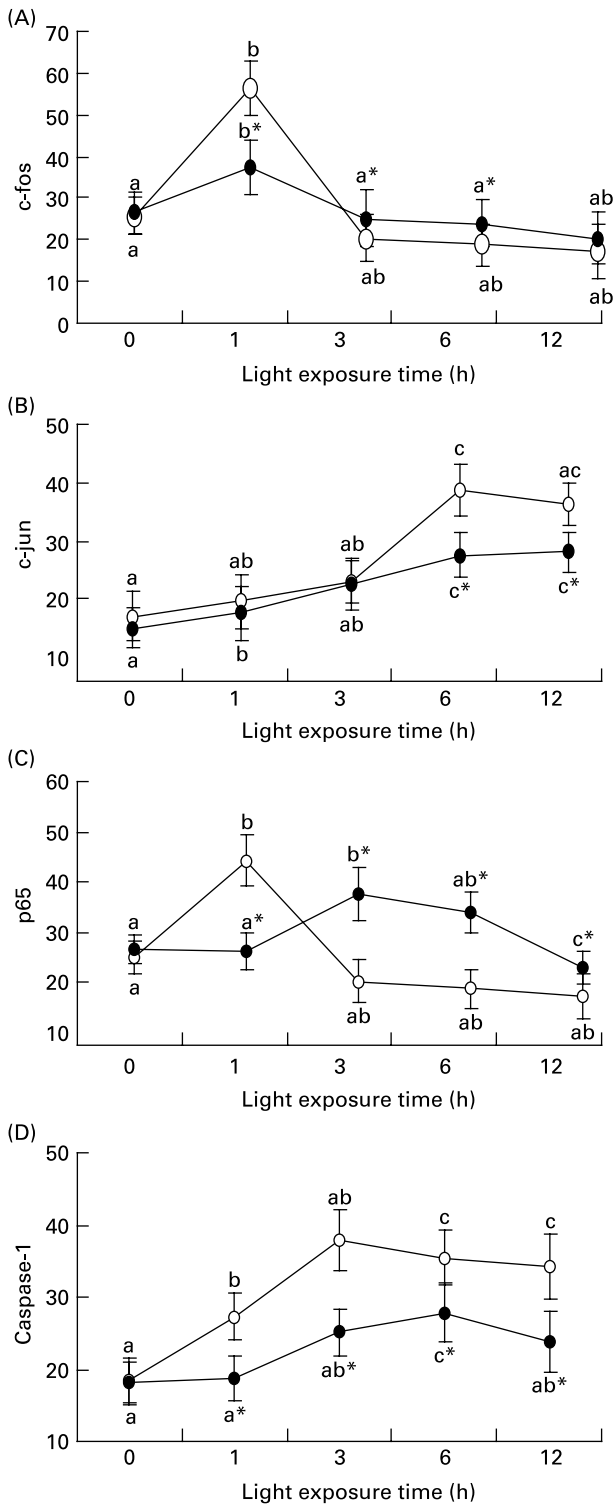 (A)
70
b
60
50
b*
40
a
a*
a*
ab
c-fos
30
20
a
ab
ab
ab
10
0
0 1 3 6 12
Light exposure time (h)
(B)
50
c
ac
40
ab
ab
a
c-jun
30
20
c*
c*
ab
a
b
10
0 1 3 6 12
Light exposure time (h)
(C)
60
b
50
b*
ab*
40
a
a*
c*
p65
30
20
a
ab
ab
ab
10
0 1 3 6 12
Light exposure time (h)
(D)
50
ab
c
c
40
b
Caspase-1
30
a
20
ab*
c*
ab*
a
a*
10
0 1 3 6 12
Light exposure time (h)